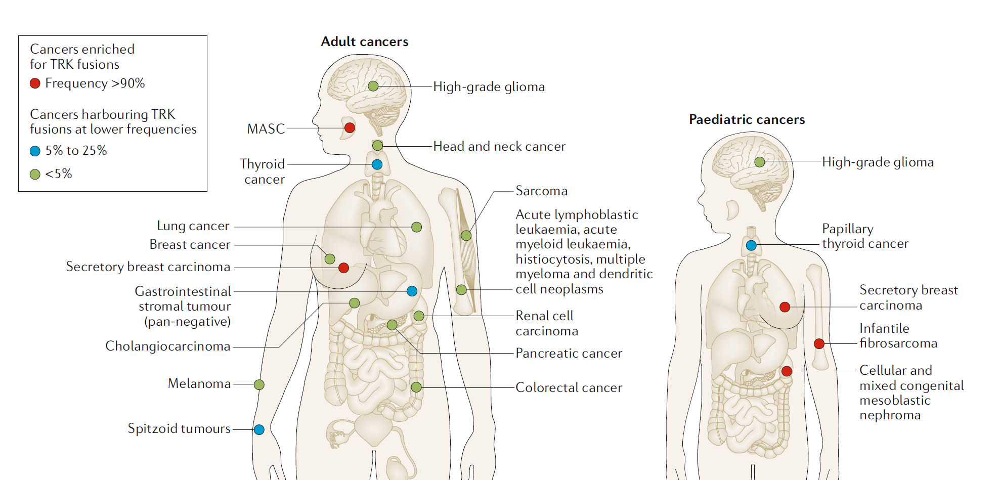 Cancers enriched
for TRK fusions
Frequency >90%
Cancers harbouring TRK
fusions at lower frequencies
5% to 25%
<5%
Adult cancers
High-grade glioma
MASC
Head and neck cancer
Thyroid
cancer
Sarcoma
Acute lymphoblastic
leukaemia, acute
myeloid leukaemia,
histiocytosis, multiple
myeloma and dendritic
cell neoplasms
Lung cancer
Breast cancer
Secretory breast carcinoma
Gastrointestinal
stromal tumour
(pan-negative)
Renal cell
carcinoma
Cholangiocarcinoma
Pancreatic cancer
Melanoma
Colorectal cancer
Spitzoid tumours
Paediatric cancers
High-grade glioma
Papillary
thyroid cancer
Secretory breast
carcinoma
Infantile
fibrosarcoma
Cellular and
mixed congenital
mesoblastic
nephroma